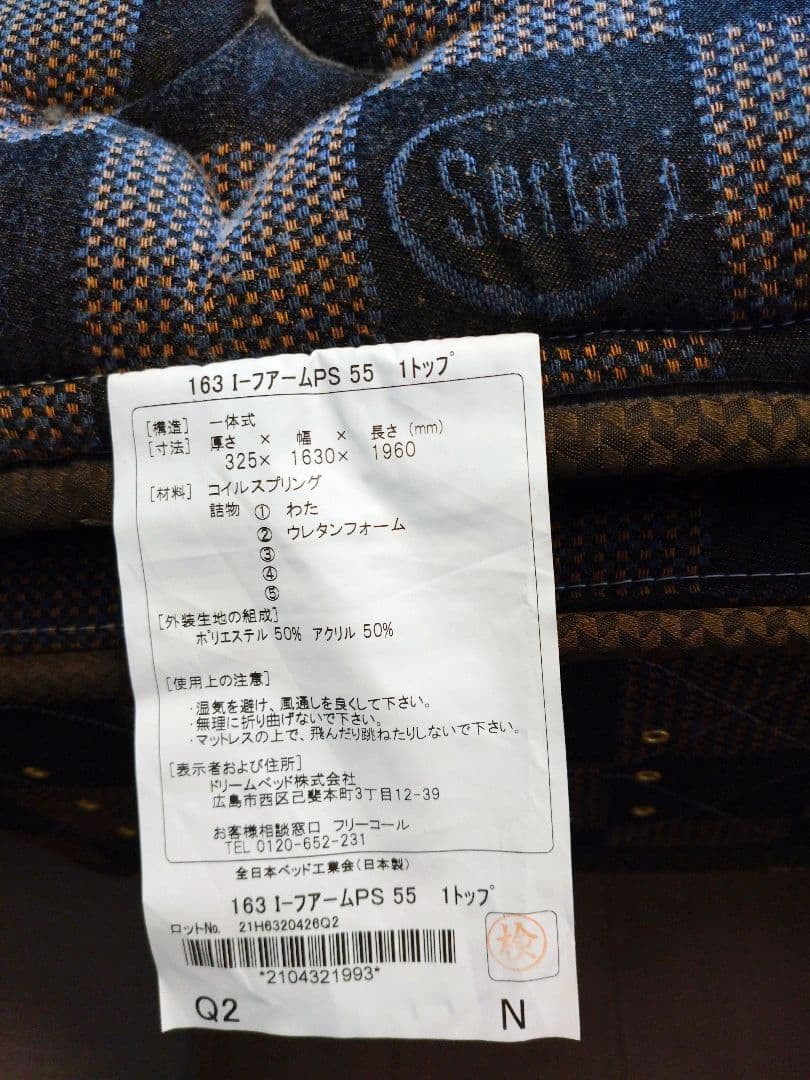 Serta
163 I-フアームPS 55 1トップ
[構造] 一体式
[寸法] 厚さ × 幅 × 長さ (mm)
325× 1630× 1960
[材料] コイルスプリング
詰物 ① わた
② ウレタンフォーム
③
④
⑤
[外装生地の組成]
ポリエステル 50% アクリル 50%
[使用上の注意]
・温気を避け、風通しを良くして下さい。
・無理に折り曲げないで下さい。
・マットレスの上で、飛んだり跳ねたりしないで下さい。
[表示者および住所]
ドリームベッド株式会社
広島市西区己斐本町3丁目12-39
お客様相談窓口 フリーコール
TEL 0120-652-231
全日本ベッド工業会(日本製)
163 I-フアームPS 55 1トップ
ロットNo. 21H6320426Q2
*2104321993*
検
Q2 N